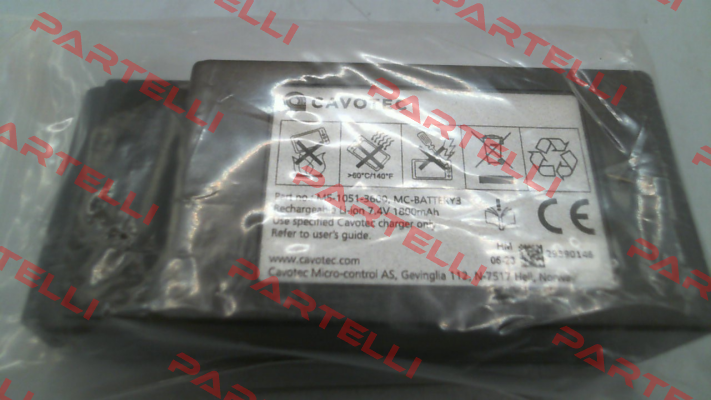 CAVOTEC
>60°C/140°F
Part no.: M5-1051-3600, MC-BATTERY3
Rechargeable Li-ion 7.4V 1800mAh
Use specified Cavotec charger only.
Refer to user's guide.
CE
www.cavotec.com
Cavotec Micro-control AS, Gevinglia 112, N-7517 Hell, Norway
PARTELLI
PARTELLI
PARTELLI
PARTELLI
PARTELLI
PARTELLI
PARTELLI